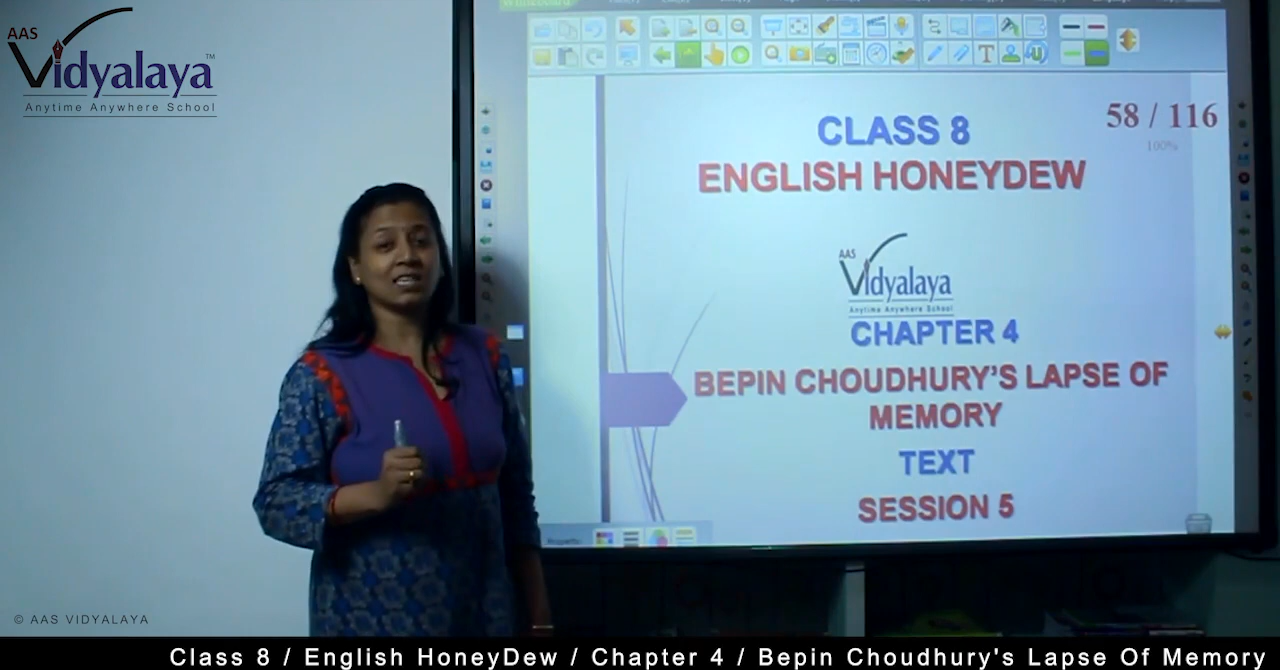 AAS
Vidyalaya™
Anytime Anywhere School
58 / 116
100%
CLASS 8
ENGLISH HONEYDEW
AAS
Vidyalaya
Anytime Anywhere School
CHAPTER 4
BEPIN CHOUDHURY'S LAPSE OF
MEMORY
TEXT
SESSION 5
© AAS VIDYALAYA
Class 8 / English HoneyDew / Chapter 4 / Bepin Choudhury's Lapse Of Memory